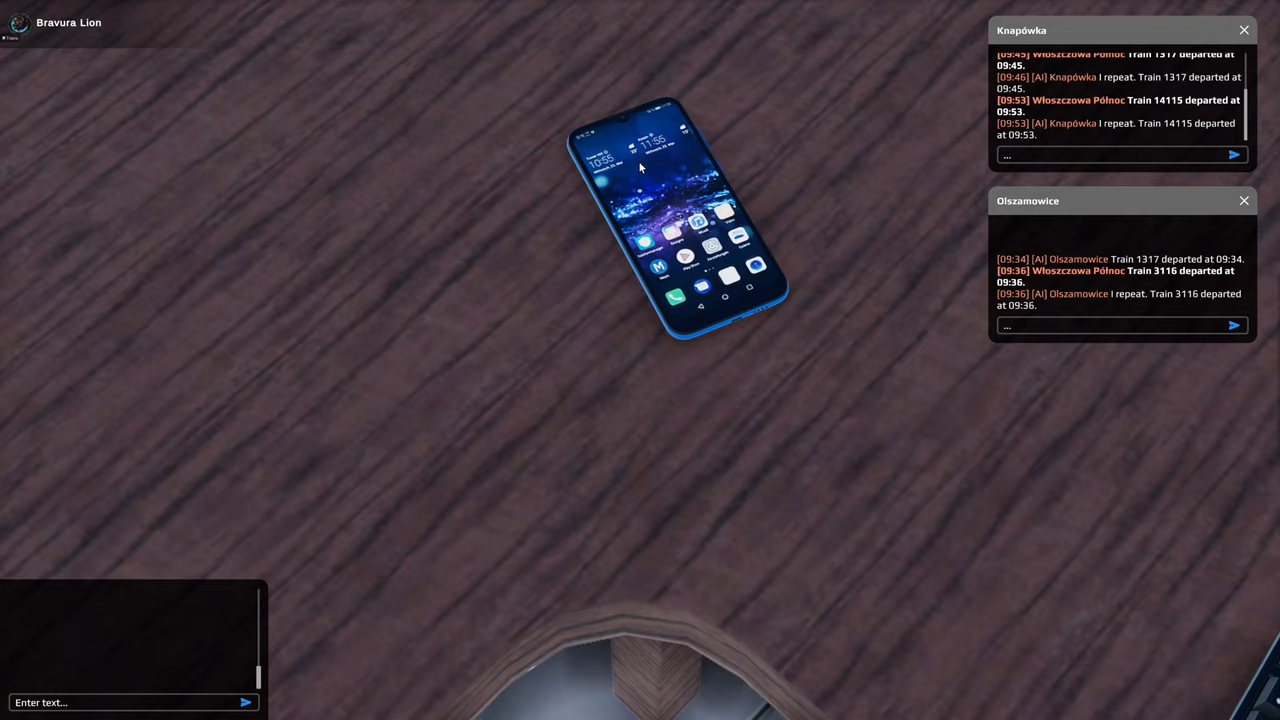 Bravura Lion
Trains
Knapówka
[09:45] Włoszczowa Północ Train 1317 departed at
09:45.
[09:46] [AI] Knapówka I repeat. Train 1317 departed at
09:45.
[09:53] Włoszczowa Północ Train 14115 departed at
09:53.
[09:53] [AI] Knapówka I repeat. Train 14115 departed
at 09:53.
...
Olszamowice
[09:34] [AI] Olszamowice Train 1317 departed at 09:34.
[09:36] Włoszczowa Północ Train 3116 departed at
09:36.
[09:36] [AI] Olszamowice I repeat. Train 3116 departed
at 09:36.
...
10:55
11:55
Enter text...